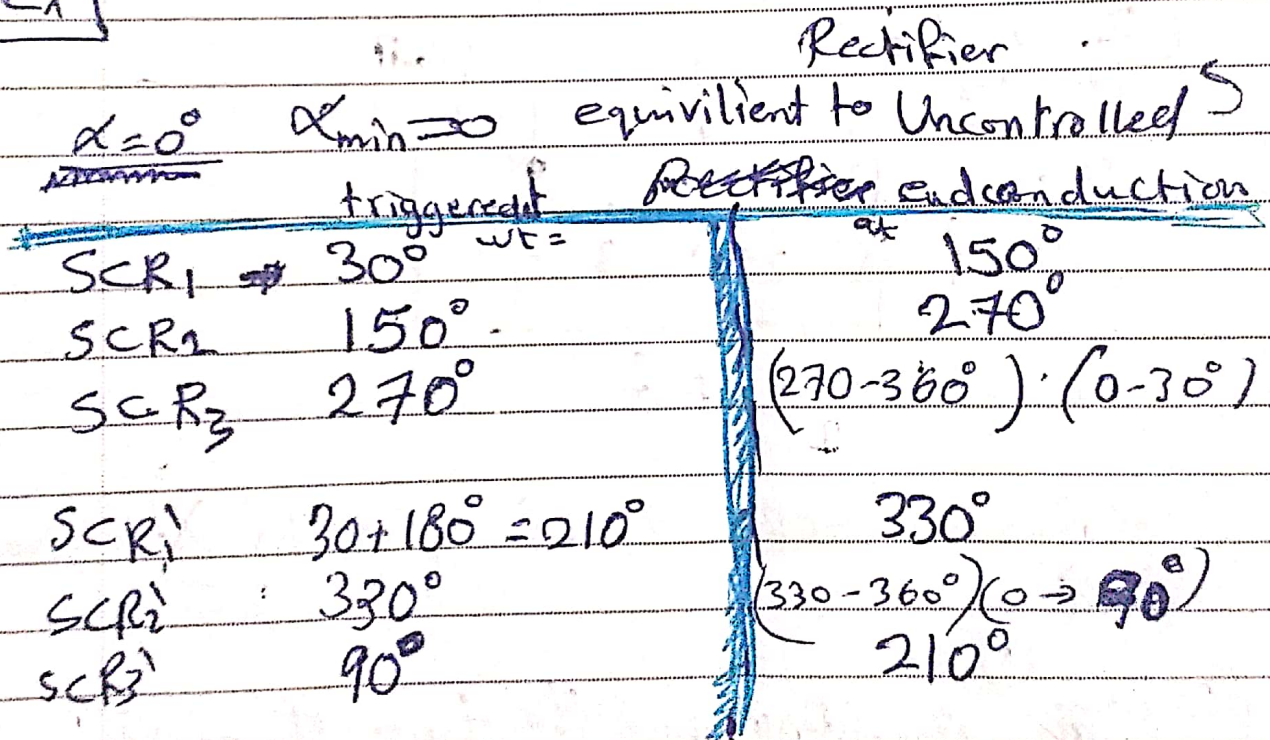 Rectifier
α=0° αmin=0 equivilient to Uncontrolled
triggered at wt= end conduction at
SCR1 → 30° 150°
SCR2 150° 270°
SCR3 270° (270-360°).(0-30°)
SCR1' 30+180°=210° 330°
SCR2' : 330° (330-360°)(0→90°)
SCR3' 90° 210°